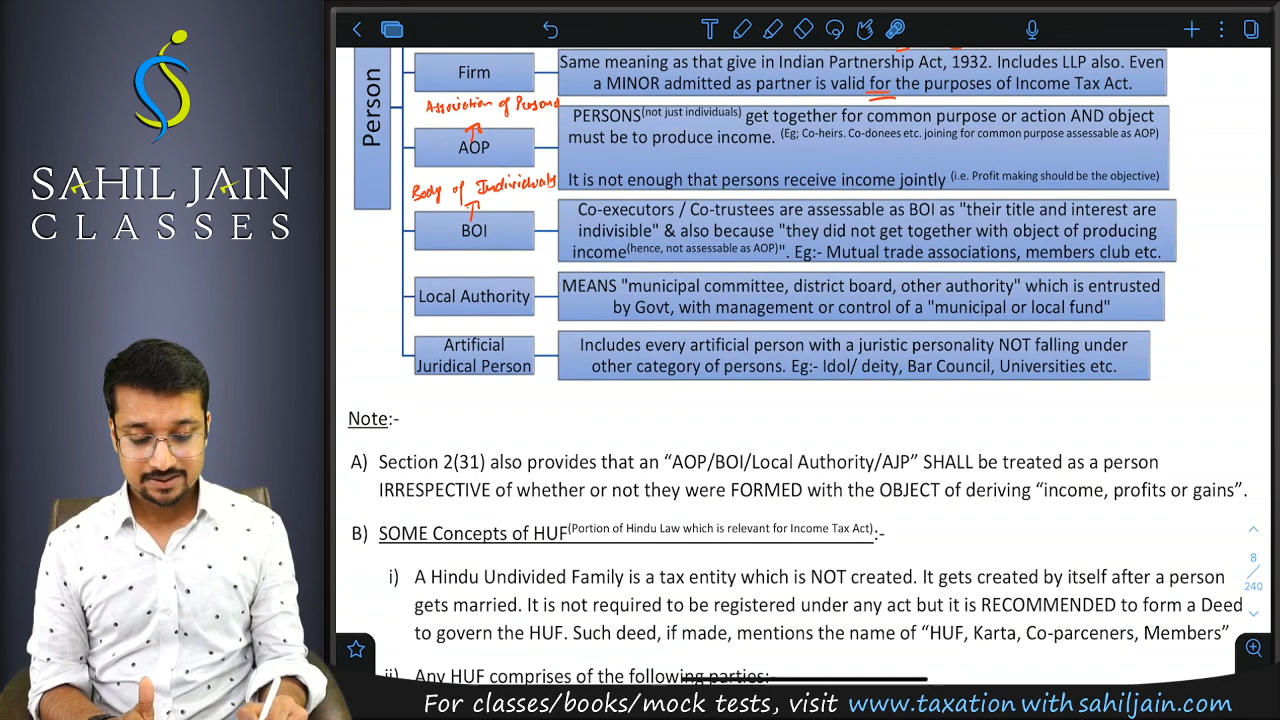 SAHIL JAIN
CLASSES
Person
Firm
Same meaning as that give in Indian Partnership Act, 1932. Includes LLP also. Even
a MINOR admitted as partner is valid for the purposes of Income Tax Act.
Association of Persons
AOP
PERSONS(not just individuals) get together for common purpose or action AND object
must be to produce income. (Eg; Co-heirs. Co-donees etc. joining for common purpose assessable as AOP)
It is not enough that persons receive income jointly (i.e. Profit making should be the objective)
Body of Individuals
BOI
Co-executors / Co-trustees are assessable as BOI as "their title and interest are
indivisible" & also because "they did not get together with object of producing
income(hence, not assessable as AOP)". Eg:- Mutual trade associations, members club etc.
Local Authority
MEANS "municipal committee, district board, other authority" which is entrusted
by Govt, with management or control of a "municipal or local fund"
Artificial
Juridical Person
Includes every artificial person with a juristic personality NOT falling under
other category of persons. Eg:- Idol/ deity, Bar Council, Universities etc.
Note:-
A) Section 2(31) also provides that an “AOP/BOI/Local Authority/AJP” SHALL be treated as a person
IRRESPECTIVE of whether or not they were FORMED with the OBJECT of deriving “income, profits or gains”.
B) SOME Concepts of HUF(Portion of Hindu Law which is relevant for Income Tax Act):-
i) A Hindu Undivided Family is a tax entity which is NOT created. It gets created by itself after a person
gets married. It is not required to be registered under any act but it is RECOMMENDED to form a Deed
to govern the HUF. Such deed, if made, mentions the name of “HUF, Karta, Co-parceners, Members”
ii) Any HUF comprises of the following parties:-
8
240
For classes/books/mock tests, visit www.taxationwithsahiljain.com